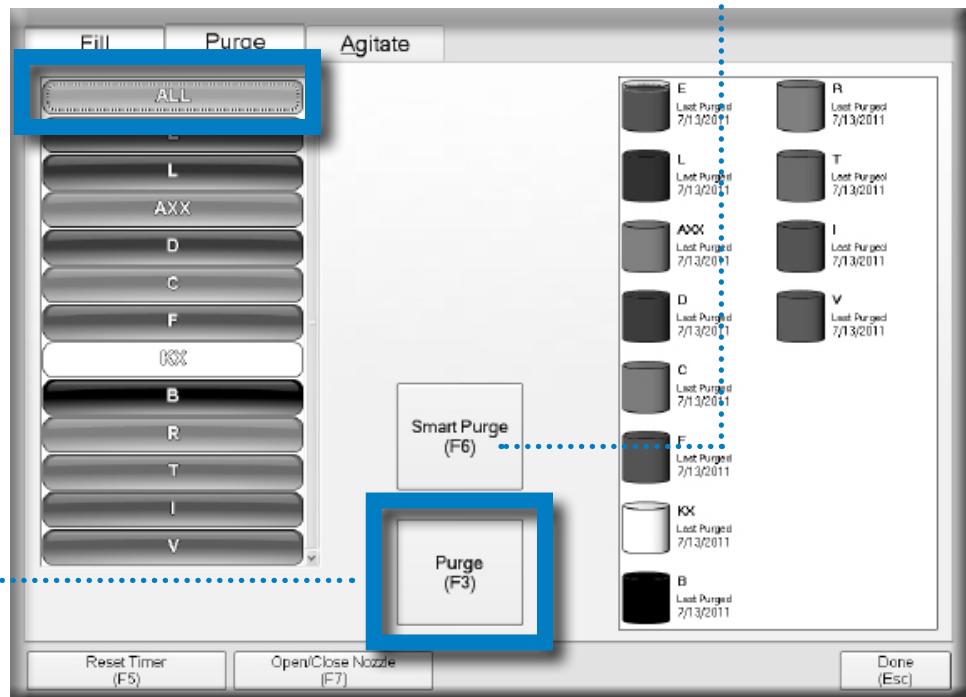 Fill
Purge
Agitate
ALL
L
AXX
D
C
F
KX
B
R
T
I
V
Smart Purge
(F6)
Purge
(F3)
E
Last Purged
7/13/2011
L
Last Purged
7/13/2011
AXX
Last Purged
7/13/2011
D
Last Purged
7/13/2011
C
Last Purged
7/13/2011
F
Last Purged
7/13/2011
KX
Last Purged
7/13/2011
B
Last Purged
7/13/2011
R
Last Purged
7/13/2011
T
Last Purged
7/13/2011
I
Last Purged
7/13/2011
V
Last Purged
7/13/2011
Reset Timer
(F5)
Open/Close Nozzle
(F7)
Done
(Esc)